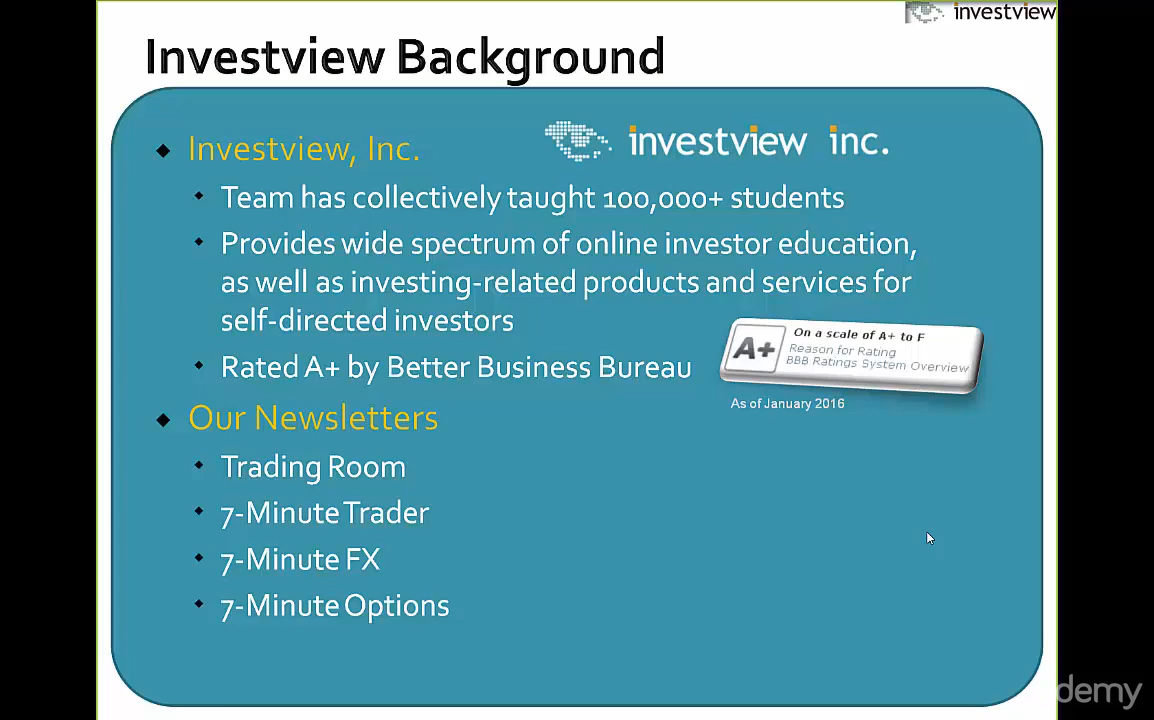 investview
Investview Background
Investview, Inc.
investview inc.
Team has collectively taught 100,000+ students
Provides wide spectrum of online investor education,
as well as investing-related products and services for
self-directed investors
Rated A+ by Better Business Bureau
A+
On a scale of A+ to F
Reason for Rating
BBB Ratings System Overview
As of January 2016
Our Newsletters
Trading Room
7-Minute Trader
7-Minute FX
7-Minute Options
demy